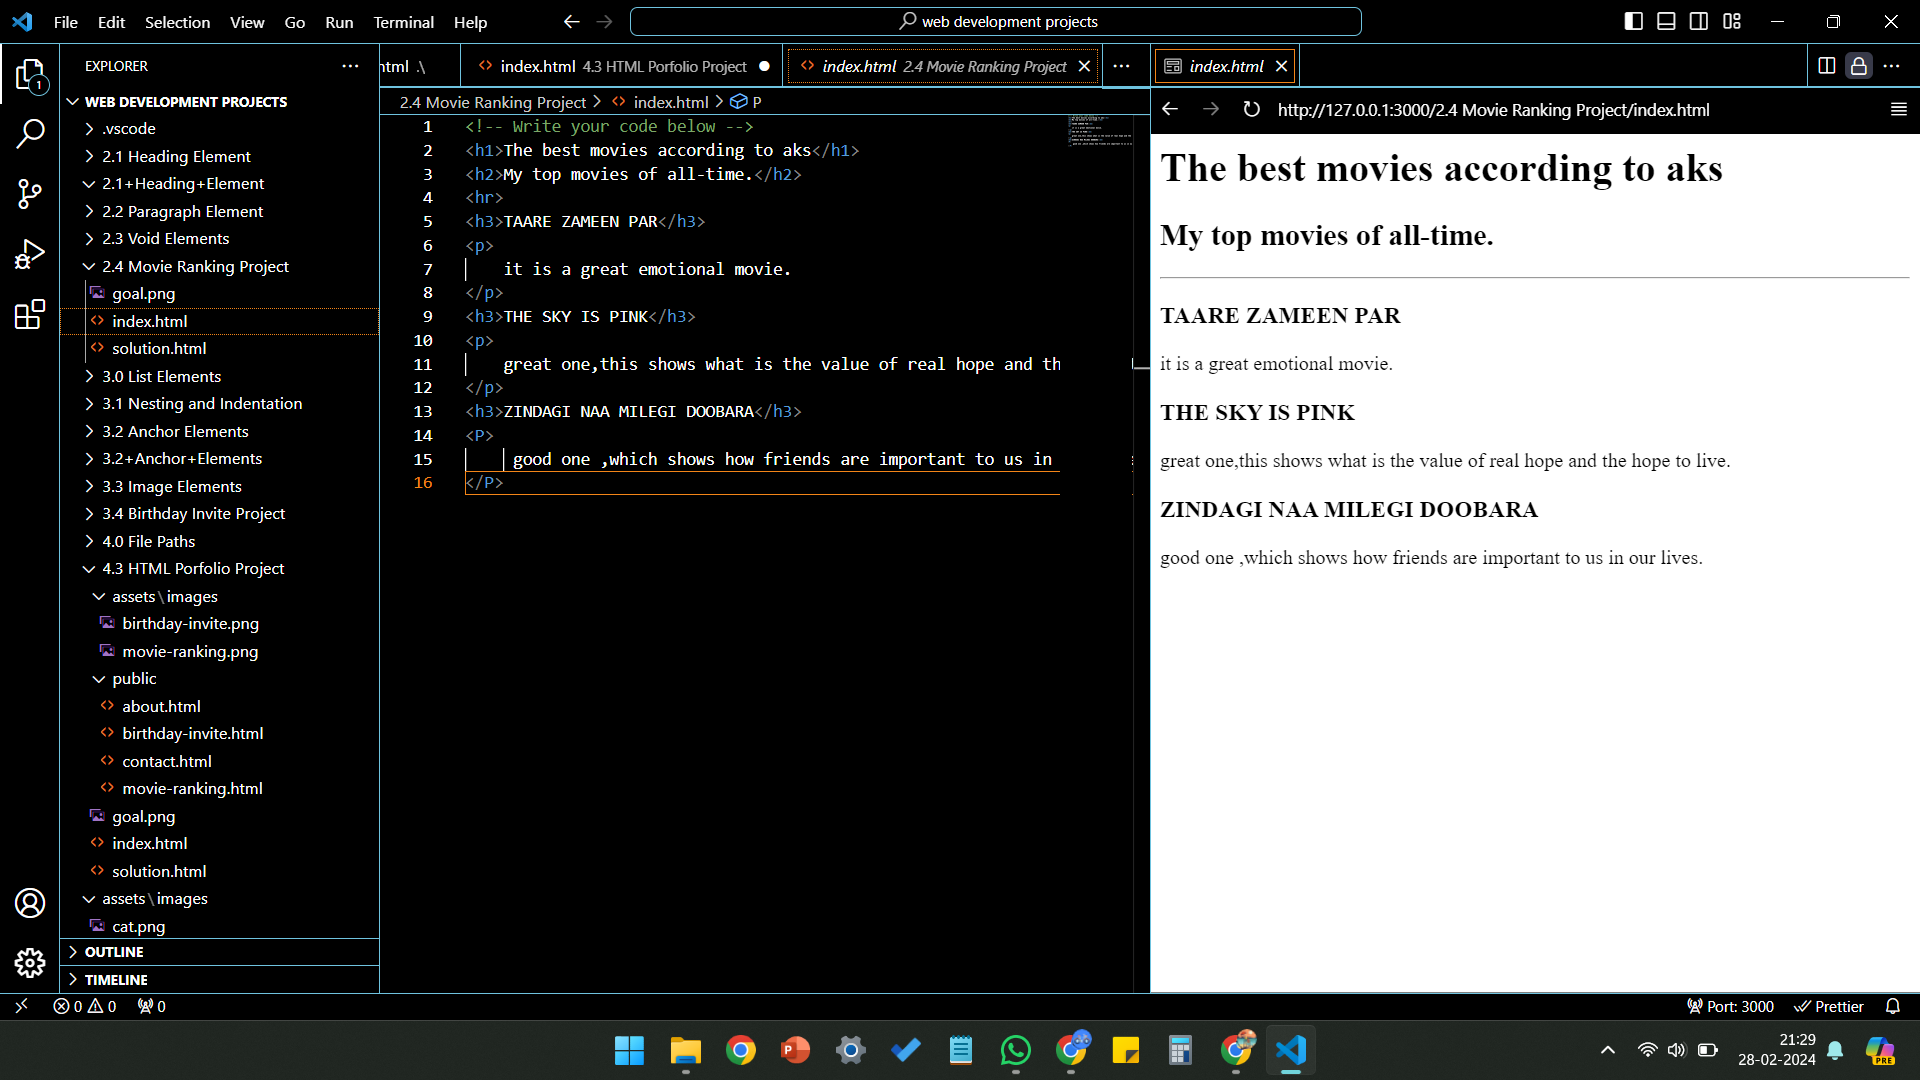 File Edit Selection View Go Run Terminal Help
web development projects
EXPLORER
WEB DEVELOPMENT PROJECTS
.vscode
2.1 Heading Element
2.1+Heading+Element
2.2 Paragraph Element
2.3 Void Elements
2.4 Movie Ranking Project
goal.png
index.html
solution.html
3.0 List Elements
3.1 Nesting and Indentation
3.2 Anchor Elements
3.2+Anchor+Elements
3.3 Image Elements
3.4 Birthday Invite Project
4.0 File Paths
4.3 HTML Porfolio Project
assets\images
birthday-invite.png
movie-ranking.png
public
about.html
birthday-invite.html
contact.html
movie-ranking.html
goal.png
index.html
solution.html
assets\images
cat.png
OUTLINE
TIMELINE
1
html .\ index.html 4.3 HTML Porfolio Project index.html 2.4 Movie Ranking Project
2.4 Movie Ranking Project > index.html > P
1 <!-- Write your code below -->
2 <h1>The best movies according to aks</h1>
3 <h2>My top movies of all-time.</h2>
4 <hr>
5 <h3>TAARE ZAMEEN PAR</h3>
6 <p>
7 it is a great emotional movie.
8 </p>
9 <h3>THE SKY IS PINK</h3>
10 <p>
11 great one,this shows what is the value of real hope and th
12 </p>
13 <h3>ZINDAGI NAA MILEGI DOOBARA</h3>
14 <P>
15 good one ,which shows how friends are important to us in
16 </P>
index.html
http://127.0.0.1:3000/2.4 Movie Ranking Project/index.html
The best movies according to aks
My top movies of all-time.
TAARE ZAMEEN PAR
it is a great emotional movie.
THE SKY IS PINK
great one,this shows what is the value of real hope and the hope to live.
ZINDAGI NAA MILEGI DOOBARA
good one ,which shows how friends are important to us in our lives.
0 0 0
Port: 3000 Prettier
P
21:29
28-02-2024
PRE